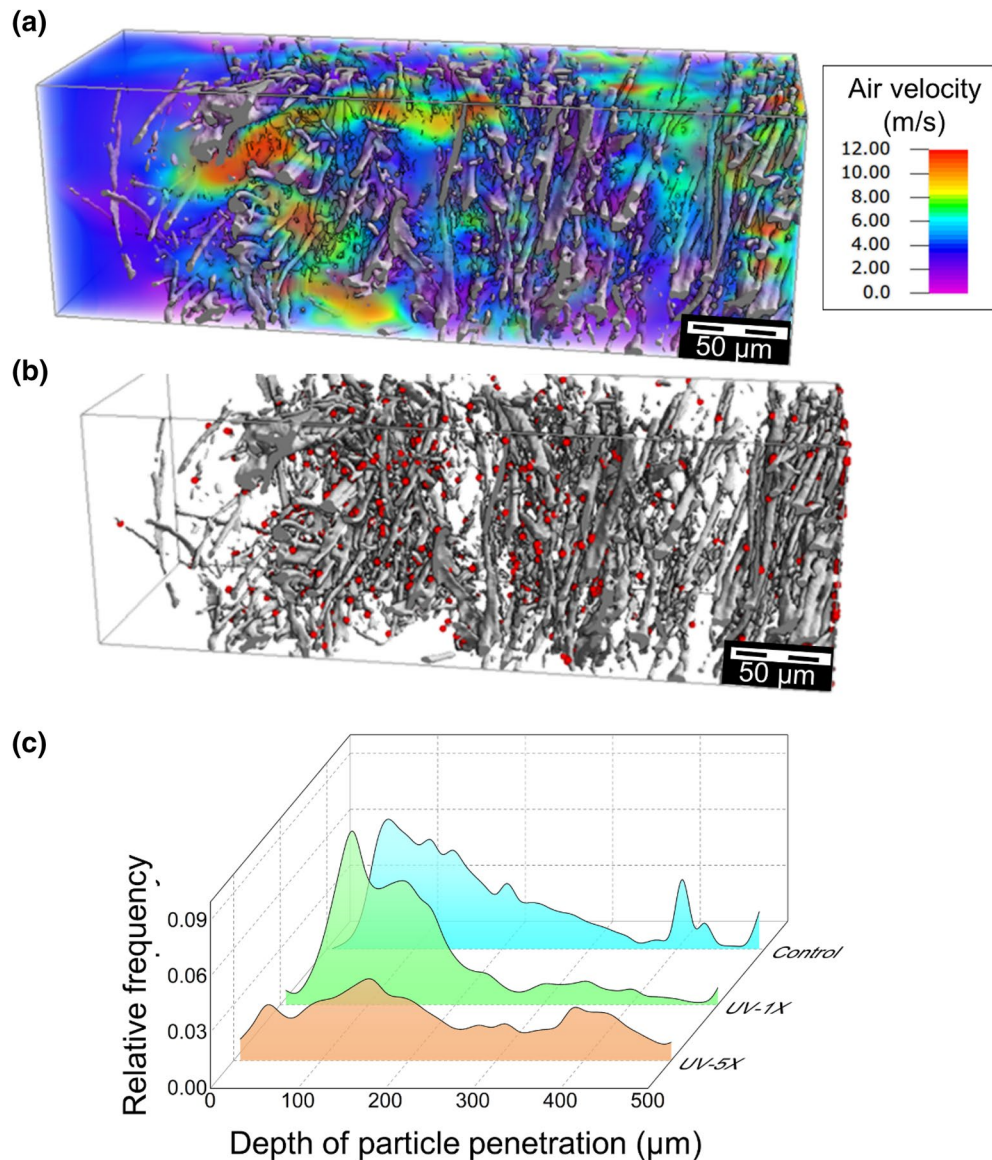 (a)
Air velocity
(m/s)
12.00
10.00
8.00
6.00
4.00
2.00
0.0
50 µm
(b)
50 µm
(c)
Relative frequency
0.09
0.06
0.03
0.00
0
100
200
300
400
500
Control
UV-1X
UV-5X
Depth of particle penetration (µm)